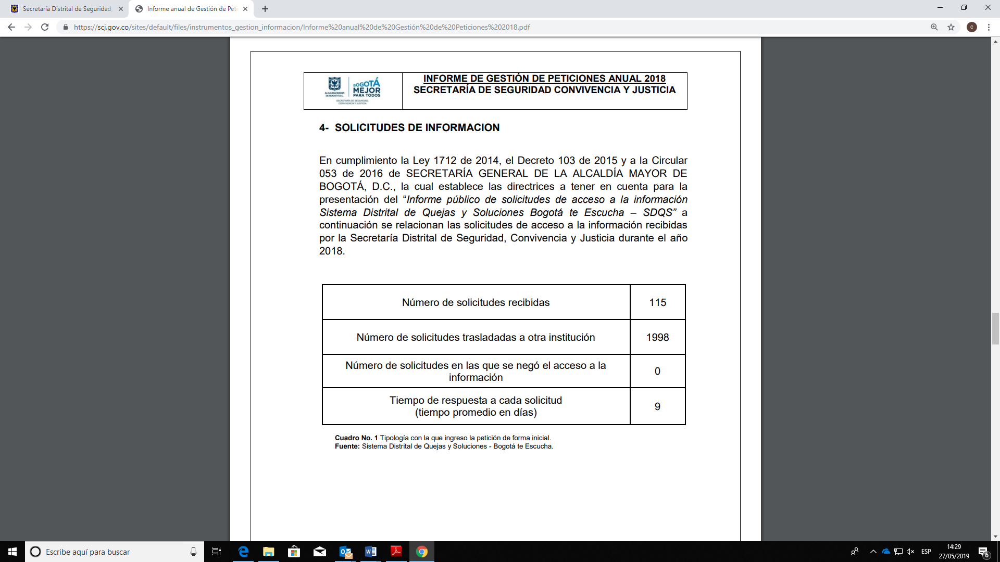 Secretaría Distrital de Seguridad,
Informe anual de Gestión de Peti
https://scj.gov.co/sites/default/files/instrumentos_gestion_informacion/Informe%20anual%20de%20Gestión%20de%20Peticiones%202018.pdf
c
ALCALDÍA MAYOR
DE BOGOTÁ D.C.
BOGOTÁ
MEJOR
PARA TODOS
SECRETARÍA DE SEGURIDAD,
CONVIVENCIA Y JUSTICIA
INFORME DE GESTIÓN DE PETICIONES ANUAL 2018
SECRETARÍA DE SEGURIDAD CONVIVENCIA Y JUSTICIA
4- SOLICITUDES DE INFORMACION
En cumplimiento la Ley 1712 de 2014, el Decreto 103 de 2015 y a la Circular
053 de 2016 de SECRETARÍA GENERAL DE LA ALCALDÍA MAYOR DE
BOGOTÁ, D.C., la cual establece las directrices a tener en cuenta para la
presentación del “Informe público de solicitudes de acceso a la información
Sistema Distrital de Quejas y Soluciones Bogotá te Escucha – SDQS” a
continuación se relacionan las solicitudes de acceso a la información recibidas
por la Secretaría Distrital de Seguridad, Convivencia y Justicia durante el año
2018.
Número de solicitudes recibidas 115
Número de solicitudes trasladadas a otra institución 1998
Número de solicitudes en las que se negó el acceso a la
información 0
Tiempo de respuesta a cada solicitud
(tiempo promedio en días) 9
Cuadro No. 1 Tipología con la que ingreso la petición de forma inicial.
Fuente: Sistema Distrital de Quejas y Soluciones - Bogotá te Escucha.
Escribe aquí para buscar
ESP
14:29
27/05/2019
6